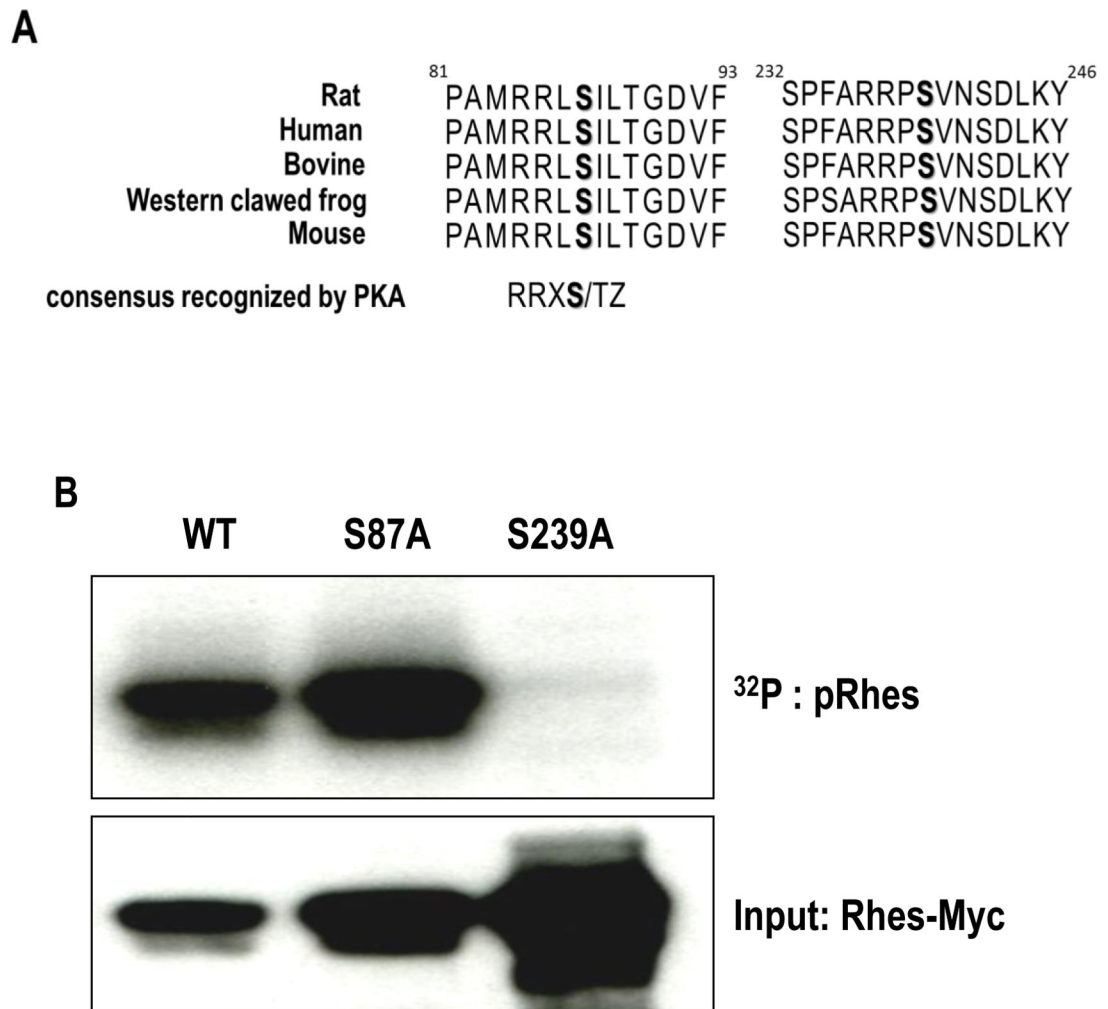 A
81 93 232 246
Rat PAMRRLSILTGDVF SPFARRPSVNSDLKY
Human PAMRRLSILTGDVF SPFARRPSVNSDLKY
Bovine PAMRRLSILTGDVF SPFARRPSVNSDLKY
Western clawed frog PAMRRLSILTGDVF SPSARRPSVNSDLKY
Mouse PAMRRLSILTGDVF SPFARRPSVNSDLKY
consensus recognized by PKA RRXS/TZ
B
WT S87A S239A
32P : pRhes
Input: Rhes-Myc